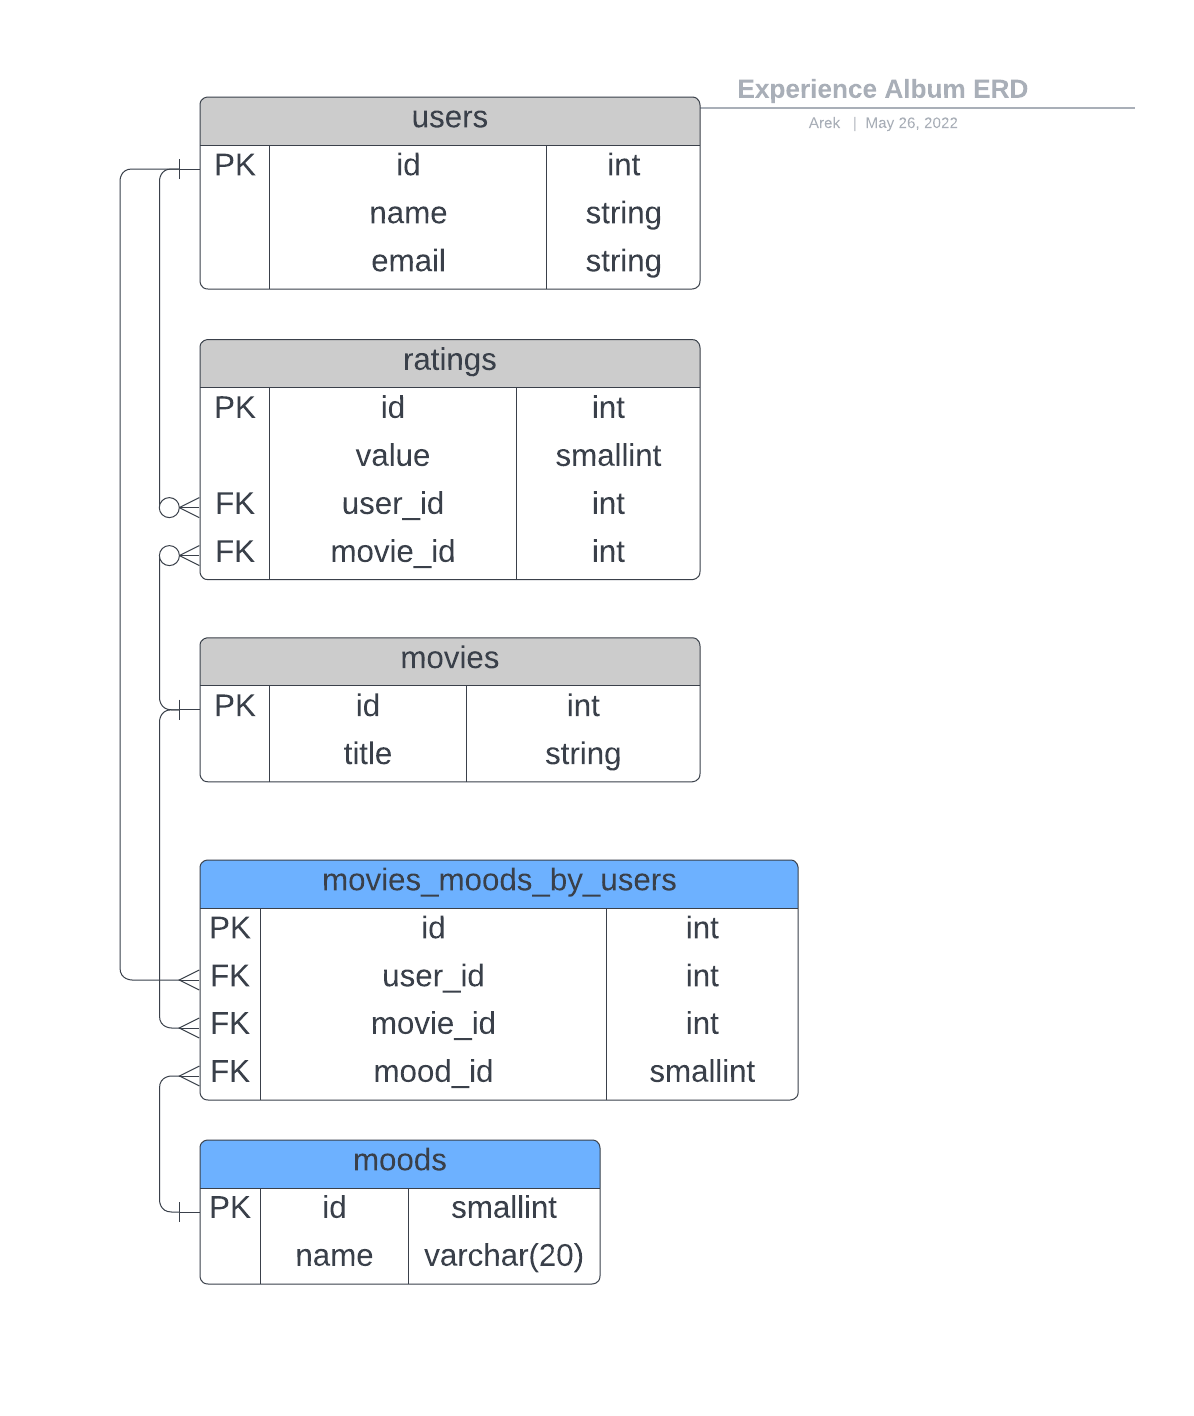 Experience Album ERD
Arek | May 26, 2022
users
PK id int
name string
email string
ratings
PK id int
value smallint
FK user_id int
FK movie_id int
movies
PK id int
title string
movies_moods_by_users
PK id int
FK user_id int
FK movie_id int
FK mood_id smallint
moods
PK id smallint
name varchar(20)